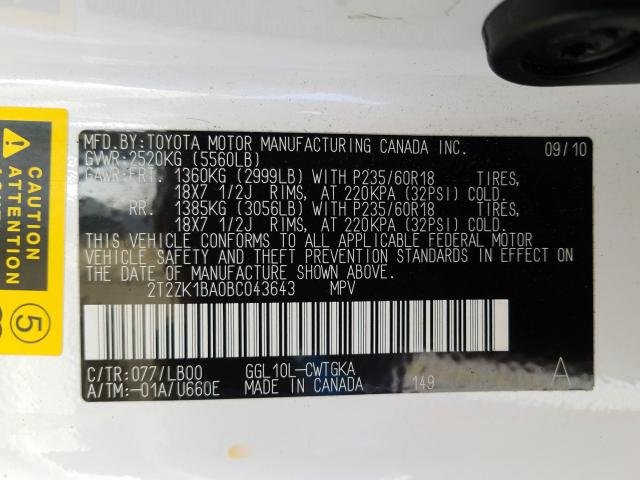 MFD.BY:TOYOTA MOTOR MANUFACTURING CANADA INC. 09/10
GVWR:2520KG (5560LB)
GAWR:FRT. 1360KG (2999LB) WITH P235/60R18 TIRES,
18X7 1/2J RIMS, AT 220KPA (32PSI) COLD.
RR. 1385KG (3056LB) WITH P235/60R18 TIRES,
18X7 1/2J RIMS, AT 220KPA (32PSI) COLD.
THIS VEHICLE CONFORMS TO ALL APPLICABLE FEDERAL MOTOR
VEHICLE SAFETY AND THEFT PREVENTION STANDARDS IN EFFECT ON
THE DATE OF MANUFACTURE SHOWN ABOVE.
2T2ZK1BA0BC043643 MPV
C/TR:077/LB00 GGL10L-CWTGKA A
A/TM:-01A/U660E MADE IN CANADA 149
CAUTION
5